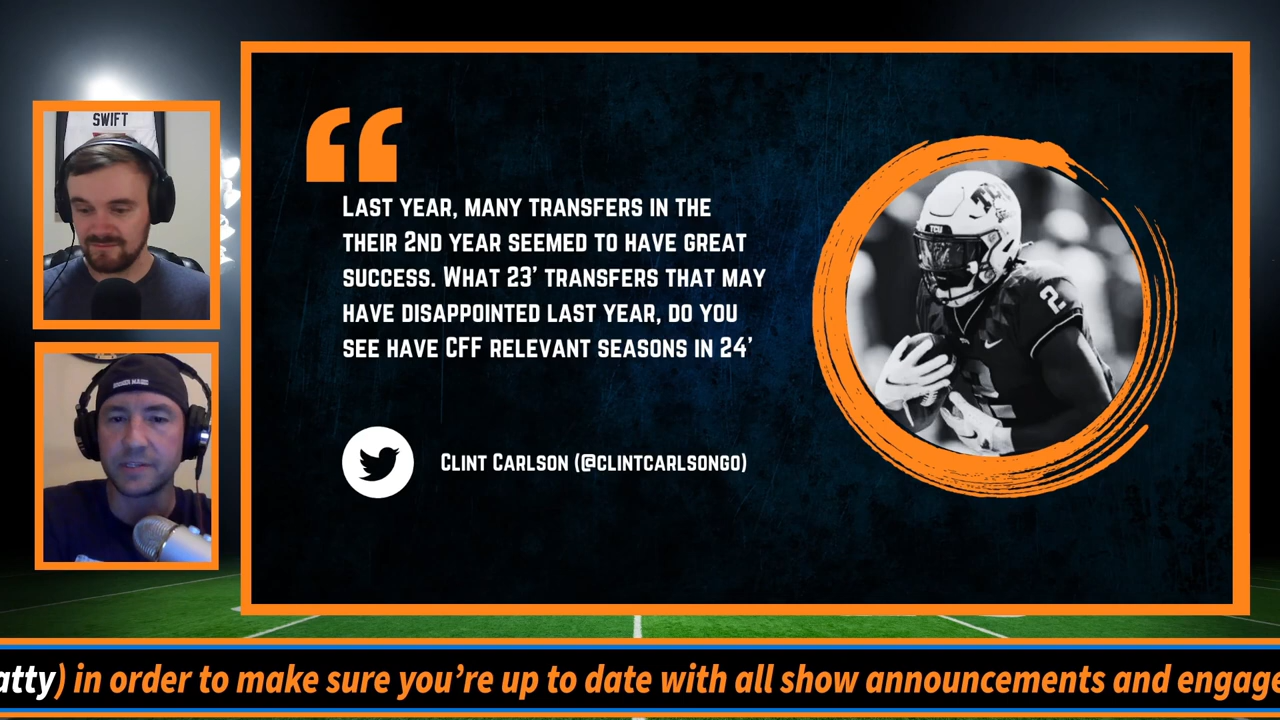 SWIFT
“
LAST YEAR, MANY TRANSFERS IN THE
THEIR 2ND YEAR SEEMED TO HAVE GREAT
SUCCESS. WHAT 23' TRANSFERS THAT MAY
HAVE DISAPPOINTED LAST YEAR, DO YOU
SEE HAVE CFF RELEVANT SEASONS IN 24'
CLINT CARLSON (@CLINTCARLSONGO)
TCU
2
atty) in order to make sure you’re up to date with all show announcements and engage